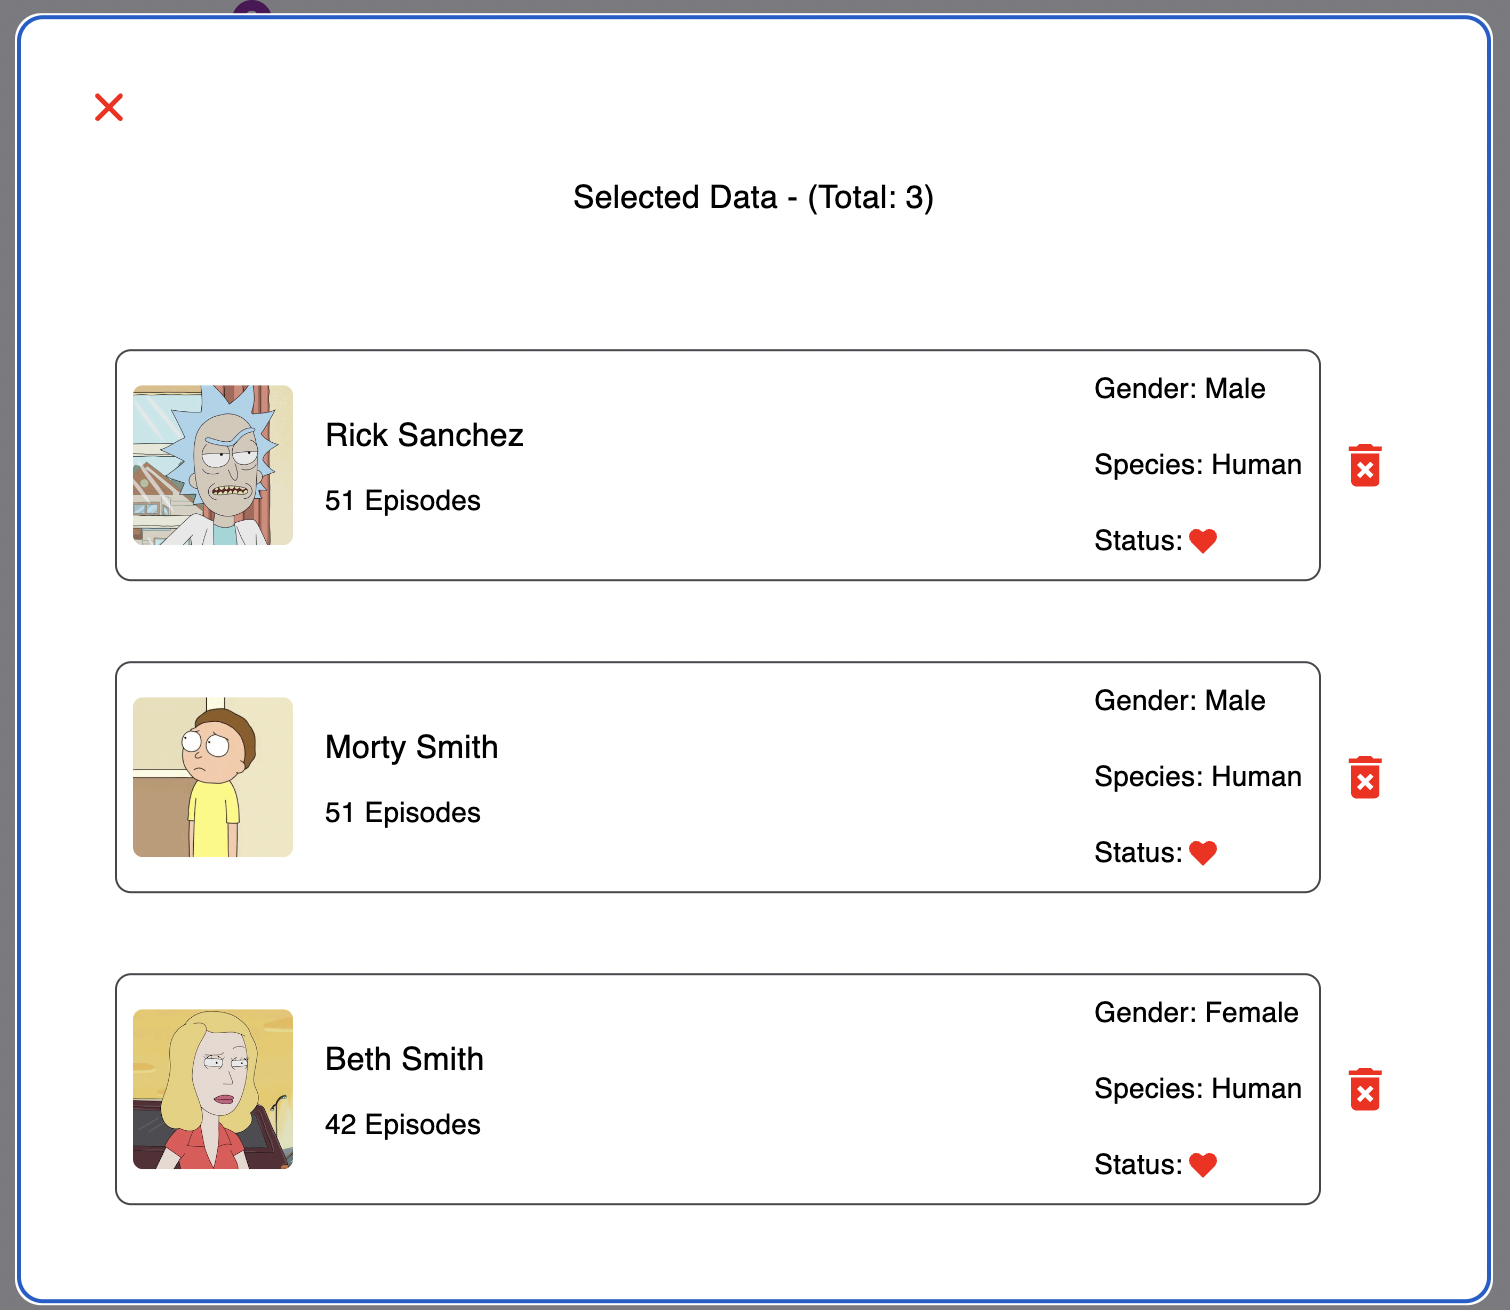 Selected Data - (Total: 3)
Rick Sanchez
51 Episodes
Gender: Male
Species: Human
Status:
Morty Smith
51 Episodes
Gender: Male
Species: Human
Status:
Beth Smith
42 Episodes
Gender: Female
Species: Human
Status: